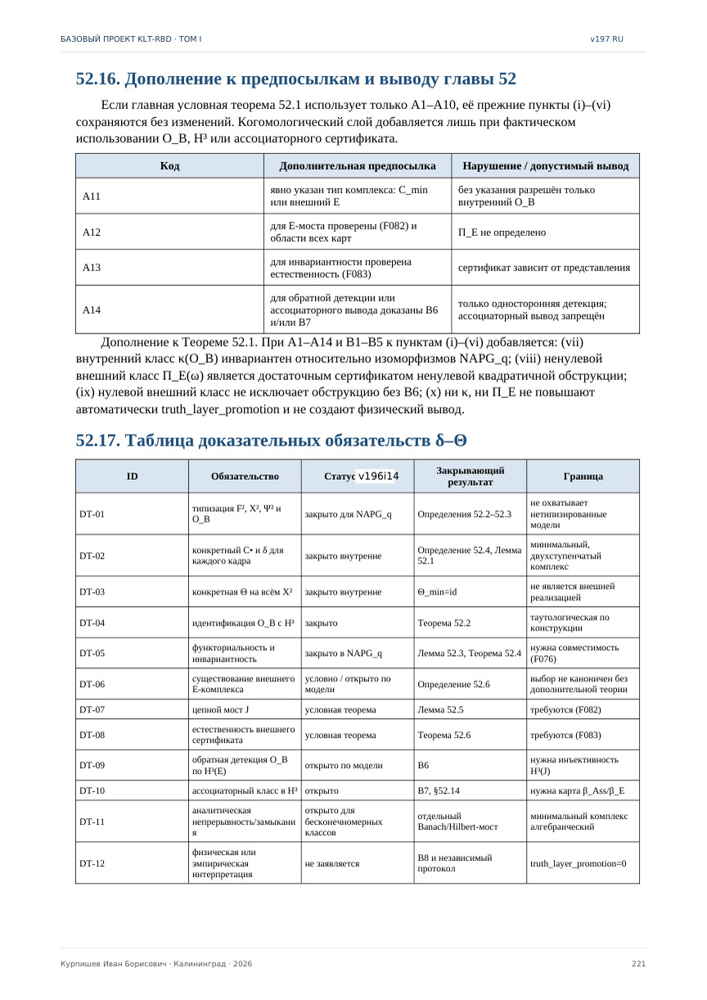 БАЗОВЫЙ ПРОЕКТ KLT-RBD · ТОМ I
v197 RU
52.16. Дополнение к предпосылкам и выводу главы 52
Если главная условная теорема 52.1 использует только A1–A10, её прежние пункты (i)–(vi)
сохраняются без изменений. Когомологический слой добавляется лишь при фактическом
использовании O_B, H³ или ассоциаторного сертификата.
Код
Дополнительная предпосылка
Нарушение / допустимый вывод
A11
явно указан тип комплекса: C_min
или внешний E
без указания разрешён только
внутренний O_B
A12
для E-моста проверены (F082) и
области всех карт
Π_E не определено
A13
для инвариантности проверена
естественность (F083)
сертификат зависит от представления
A14
для обратной детекции или
ассоциаторного вывода доказаны B6
и/или B7
только односторонняя детекция;
ассоциаторный вывод запрещён
Дополнение к Теореме 52.1. При A1–A14 и B1–B5 к пунктам (i)–(vi) добавляется: (vii)
внутренний класс κ(O_B) инвариантен относительно изоморфизмов NAPG_q; (viii) ненулевой
внешний класс Π_E(ω) является достаточным сертификатом ненулевой квадратичной обструкции;
(ix) нулевой внешний класс не исключает обструкцию без B6; (x) ни κ, ни Π_E не повышают
автоматически truth_layer_promotion и не создают физический вывод.
52.17. Таблица доказательных обязательств δ–Θ
ID
Обязательство
Статус v196i14
Закрывающий
результат
Граница
DT-01
типизация F², X², Ψ² и
O_B
закрыто для NAPG_q
Определения 52.2–52.3
не охватывает
нетипизированные
модели
DT-02
конкретный C• и δ для
каждого кадра
закрыто внутренне
Определение 52.4, Лемма
52.1
минимальный,
двухступенчатый
комплекс
DT-03
конкретная Θ на всём X²
закрыто внутренне
Θ_min=id
не является внешней
реализацией
DT-04
идентификация O_B с H³
закрыто
Теорема 52.2
таутологическая по
конструкции
DT-05
функториальность и
инвариантность
закрыто в NAPG_q
Лемма 52.3, Теорема 52.4
нужна совместимость
(F076)
DT-06
существование внешнего
E-комплекса
условно / открыто по
модели
Определение 52.6
выбор не каноничен без
дополнительной теории
DT-07
цепной мост J
условная теорема
Лемма 52.5
требуются (F082)
DT-08
естественность внешнего
сертификата
условная теорема
Теорема 52.6
требуются (F083)
DT-09
обратная детекция O_B
по H³(E)
открыто по модели
B6
нужна инъективность
H³(J)
DT-10
ассоциаторный класс в H³
открыто
B7, §52.14
нужна карта β_Ass/β_E
DT-11
аналитическая
непрерывность/замыкани
я
открыто для
бесконечномерных
классов
отдельный
Banach/Hilbert-мост
минимальный комплекс
алгебраический
DT-12
физическая или
эмпирическая
интерпретация
не заявляется
B8 и независимый
протокол
truth_layer_promotion=0
Курпишев Иван Борисович · Калининград · 2026
221